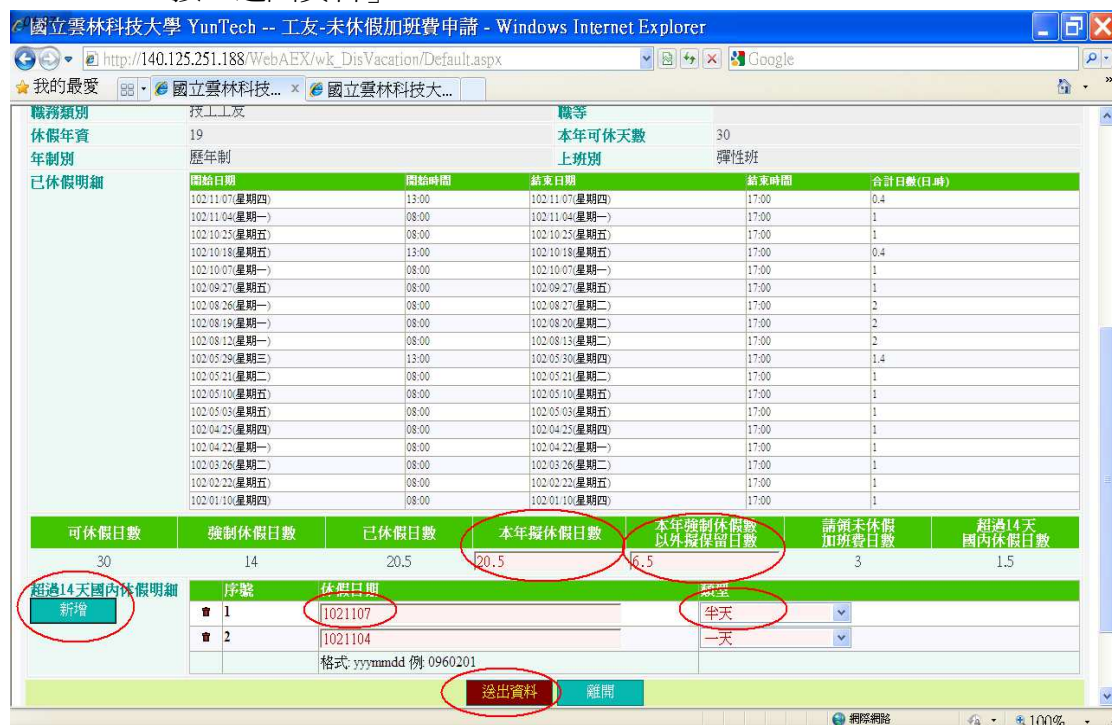 國立雲林科技大學 YunTech -- 工友-未休假加班費申請 - Windows Internet Explorer
http://140.125.251.188/WebAEX/wk_DisVacation/Default.aspx Google
我的最愛 國立雲林科技... × 國立雲林科技大...
職務類別 技工工友 職等
休假年資 19 本年可休天數 30
年制別 歷年制 上班別 彈性班
已休假明細 開始日期 開始時間 結束日期 結束時間 合計日數(日.時)
102/11/07(星期四) 13:00 102/11/07(星期四) 17:00 0.4
102/11/04(星期一) 08:00 102/11/04(星期一) 17:00 1
102/10/25(星期五) 08:00 102/10/25(星期五) 17:00 1
102/10/18(星期五) 13:00 102/10/18(星期五) 17:00 0.4
102/10/07(星期一) 08:00 102/10/07(星期一) 17:00 1
102/09/27(星期五) 08:00 102/09/27(星期五) 17:00 1
102/08/26(星期一) 08:00 102/08/27(星期二) 17:00 2
102/08/19(星期一) 08:00 102/08/20(星期二) 17:00 2
102/08/12(星期一) 08:00 102/08/13(星期二) 17:00 2
102/05/29(星期三) 13:00 102/05/30(星期四) 17:00 1.4
102/05/21(星期二) 08:00 102/05/21(星期二) 17:00 1
102/05/10(星期五) 08:00 102/05/10(星期五) 17:00 1
102/05/03(星期五) 08:00 102/05/03(星期五) 17:00 1
102/04/25(星期四) 08:00 102/04/25(星期四) 17:00 1
102/04/22(星期一) 08:00 102/04/22(星期一) 17:00 1
102/03/26(星期二) 08:00 102/03/26(星期二) 17:00 1
102/02/22(星期五) 08:00 102/02/22(星期五) 17:00 1
102/01/10(星期四) 08:00 102/01/10(星期四) 17:00 1
可休假日數 強制休假日數 已休假日數 本年擬休假日數 本年強制休假數以外擬保留日數 請領未休假加班費日數 超過14天國內休假日數
30 14 20.5 20.5 6.5 3 1.5
超過14天國內休假明細 序號 休假日期 類型
新增 1 1021107 半天
2 1021104 一天
格式: yyymmdd 例: 0960201
送出資料 離開
網際網路 100%